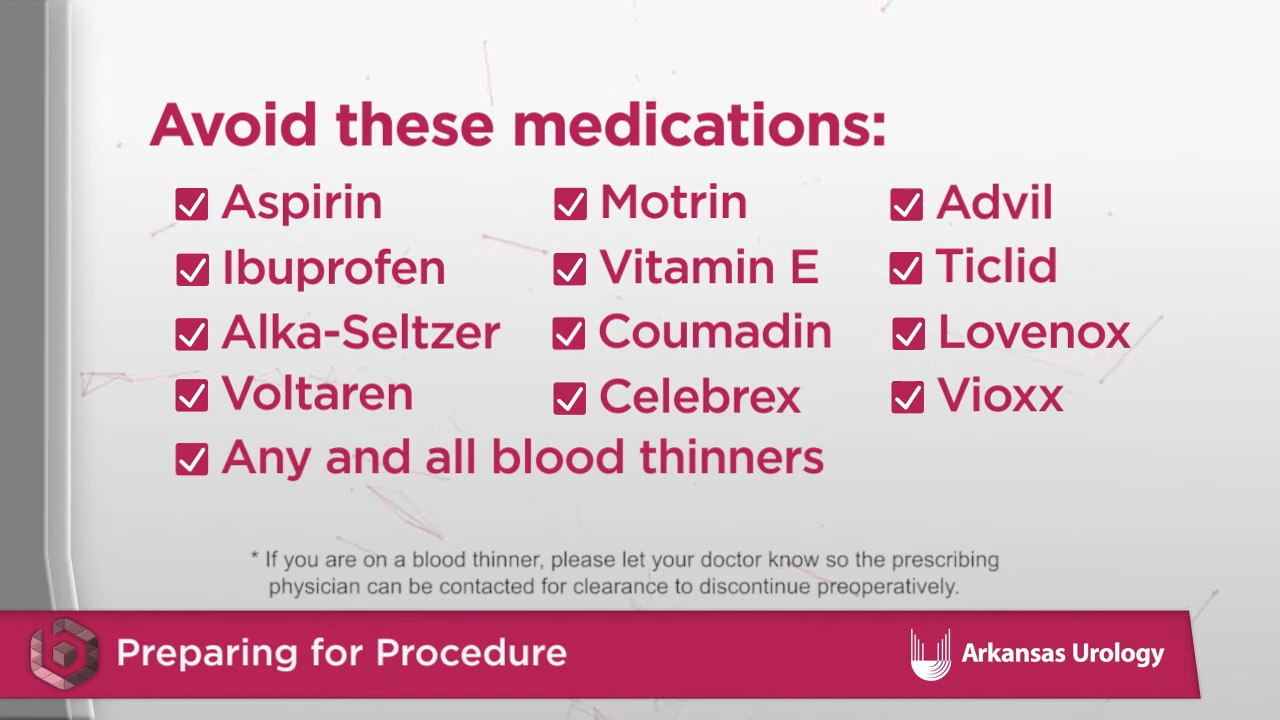 Avoid these medications:
Aspirin Motrin Advil
Ibuprofen Vitamin E Ticlid
Alka-Seltzer Coumadin Lovenox
Voltaren Celebrex Vioxx
Any and all blood thinners
* If you are on a blood thinner, please let your doctor know so the prescribing
physician can be contacted for clearance to discontinue preoperatively.
Preparing for Procedure Arkansas Urology